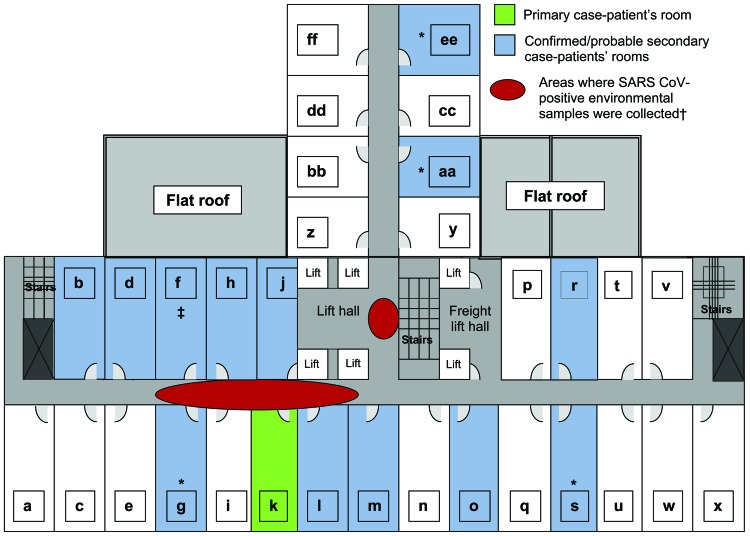 ff
* ee
Primary case-patient's room
Confirmed/probable secondary
case-patients' rooms
Areas where SARS CoV-
positive environmental
samples were collected†
dd
cc
bb
* aa
Flat roof
Flat roof
z
y
Stairs
b
d
f
h
j
Lift
Lift
Lift
p
r
t
v
Stairs
‡
Lift hall
Freight
lift hall
Stairs
Lift
Lift
Lift
*
*
a
c
e
g
i
k
l
m
n
o
q
s
u
w
x